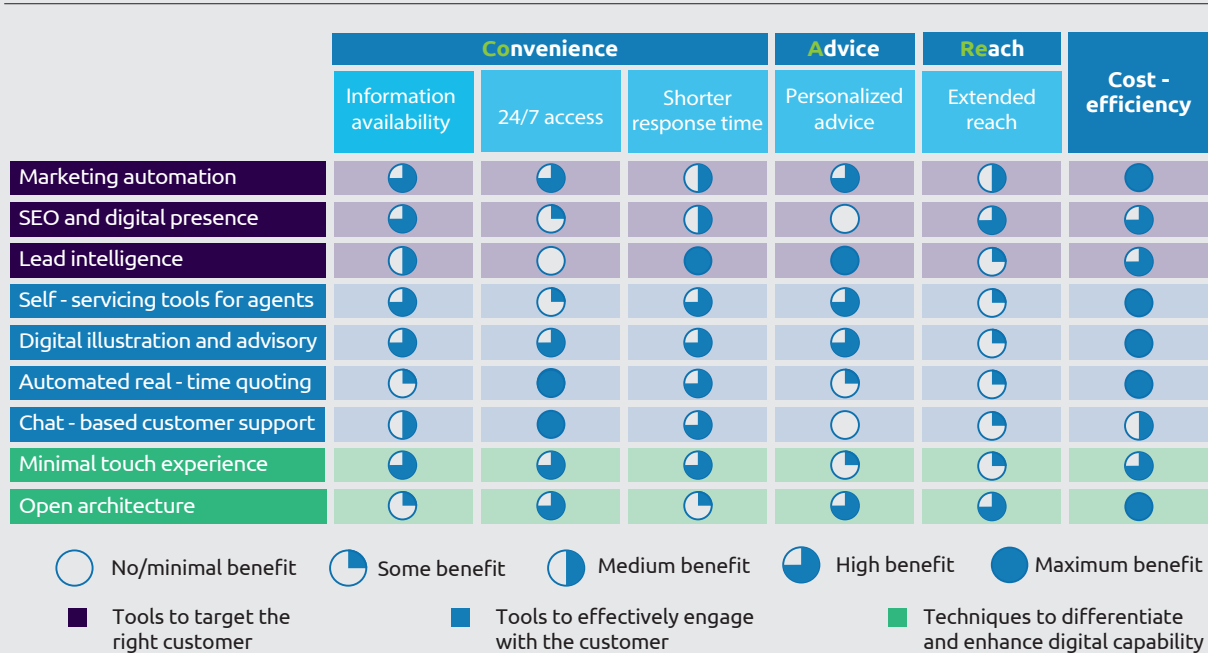 Convenience
Advice
Reach
Cost -
efficiency
Information
availability
24/7 access
Shorter
response time
Personalized
advice
Extended
reach
Marketing automation
SEO and digital presence
Lead intelligence
Self - servicing tools for agents
Digital illustration and advisory
Automated real - time quoting
Chat - based customer support
Minimal touch experience
Open architecture
No/minimal benefit
Some benefit
Medium benefit
High benefit
Maximum benefit
Tools to target the
right customer
Tools to effectively engage
with the customer
Techniques to differentiate
and enhance digital capability